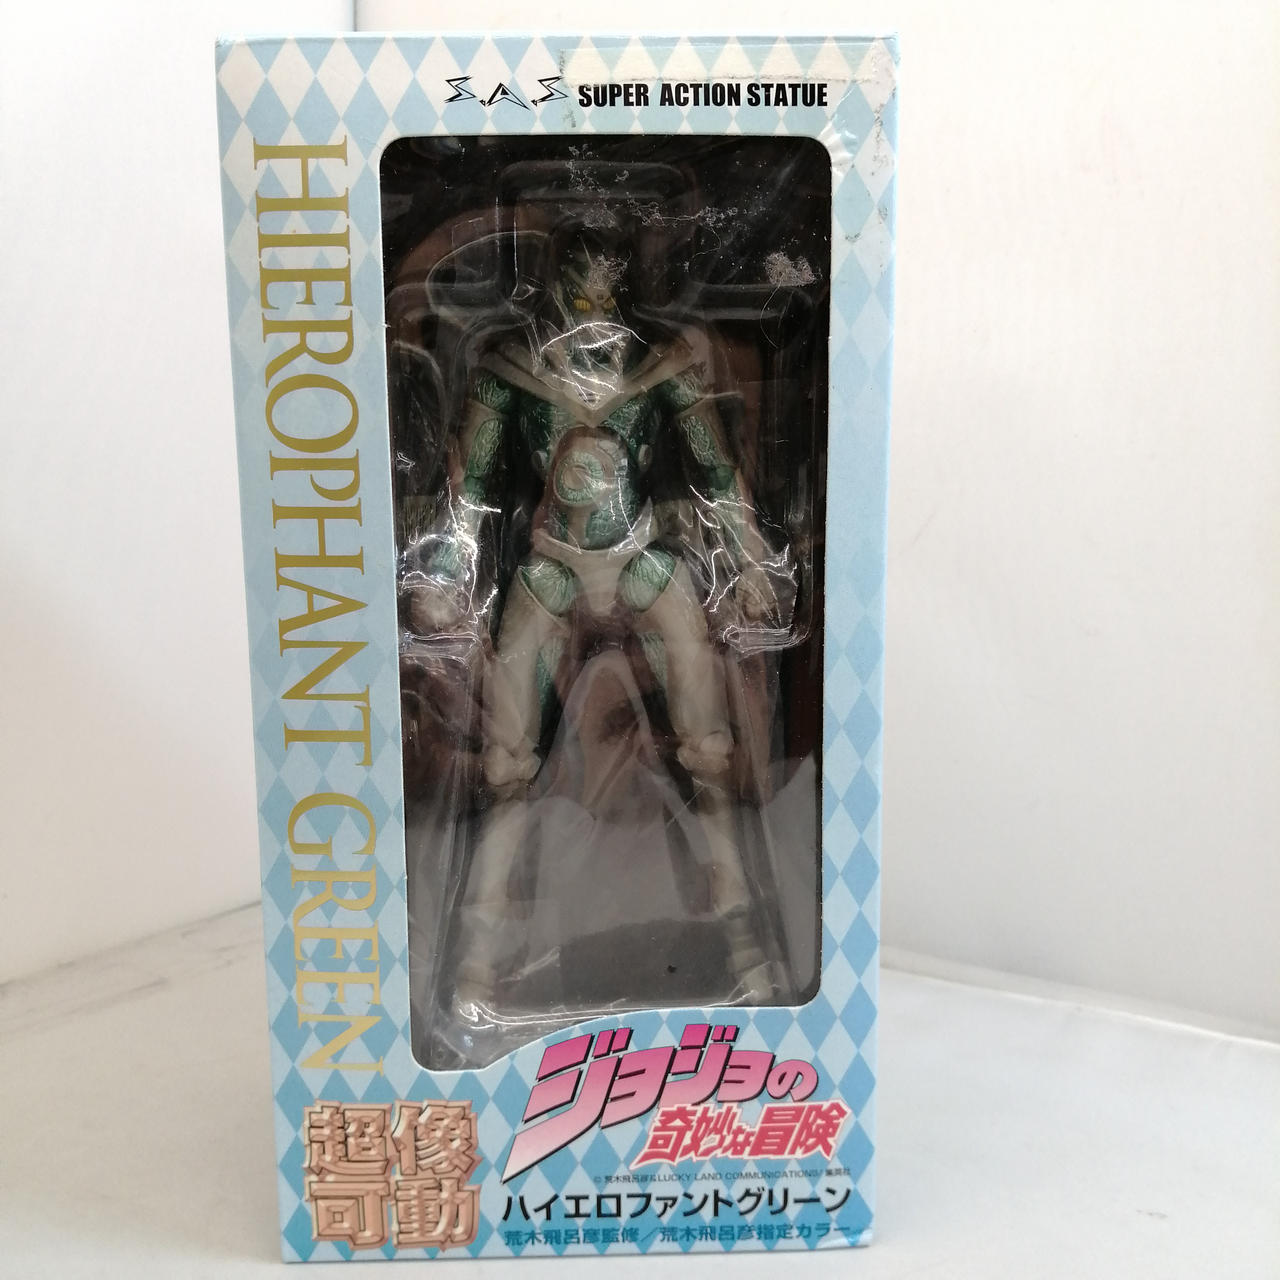 S.A.S SUPER ACTION STATUE
HIEROPHANT GREEN
ジョジョの
奇妙な冒険
© 荒木飛呂彦&LUCKY LAND COMMUNICATIONS/集英社
超像
可動
ハイエロファントグリーン
荒木飛呂彦監修/荒木飛呂彦指定カラー